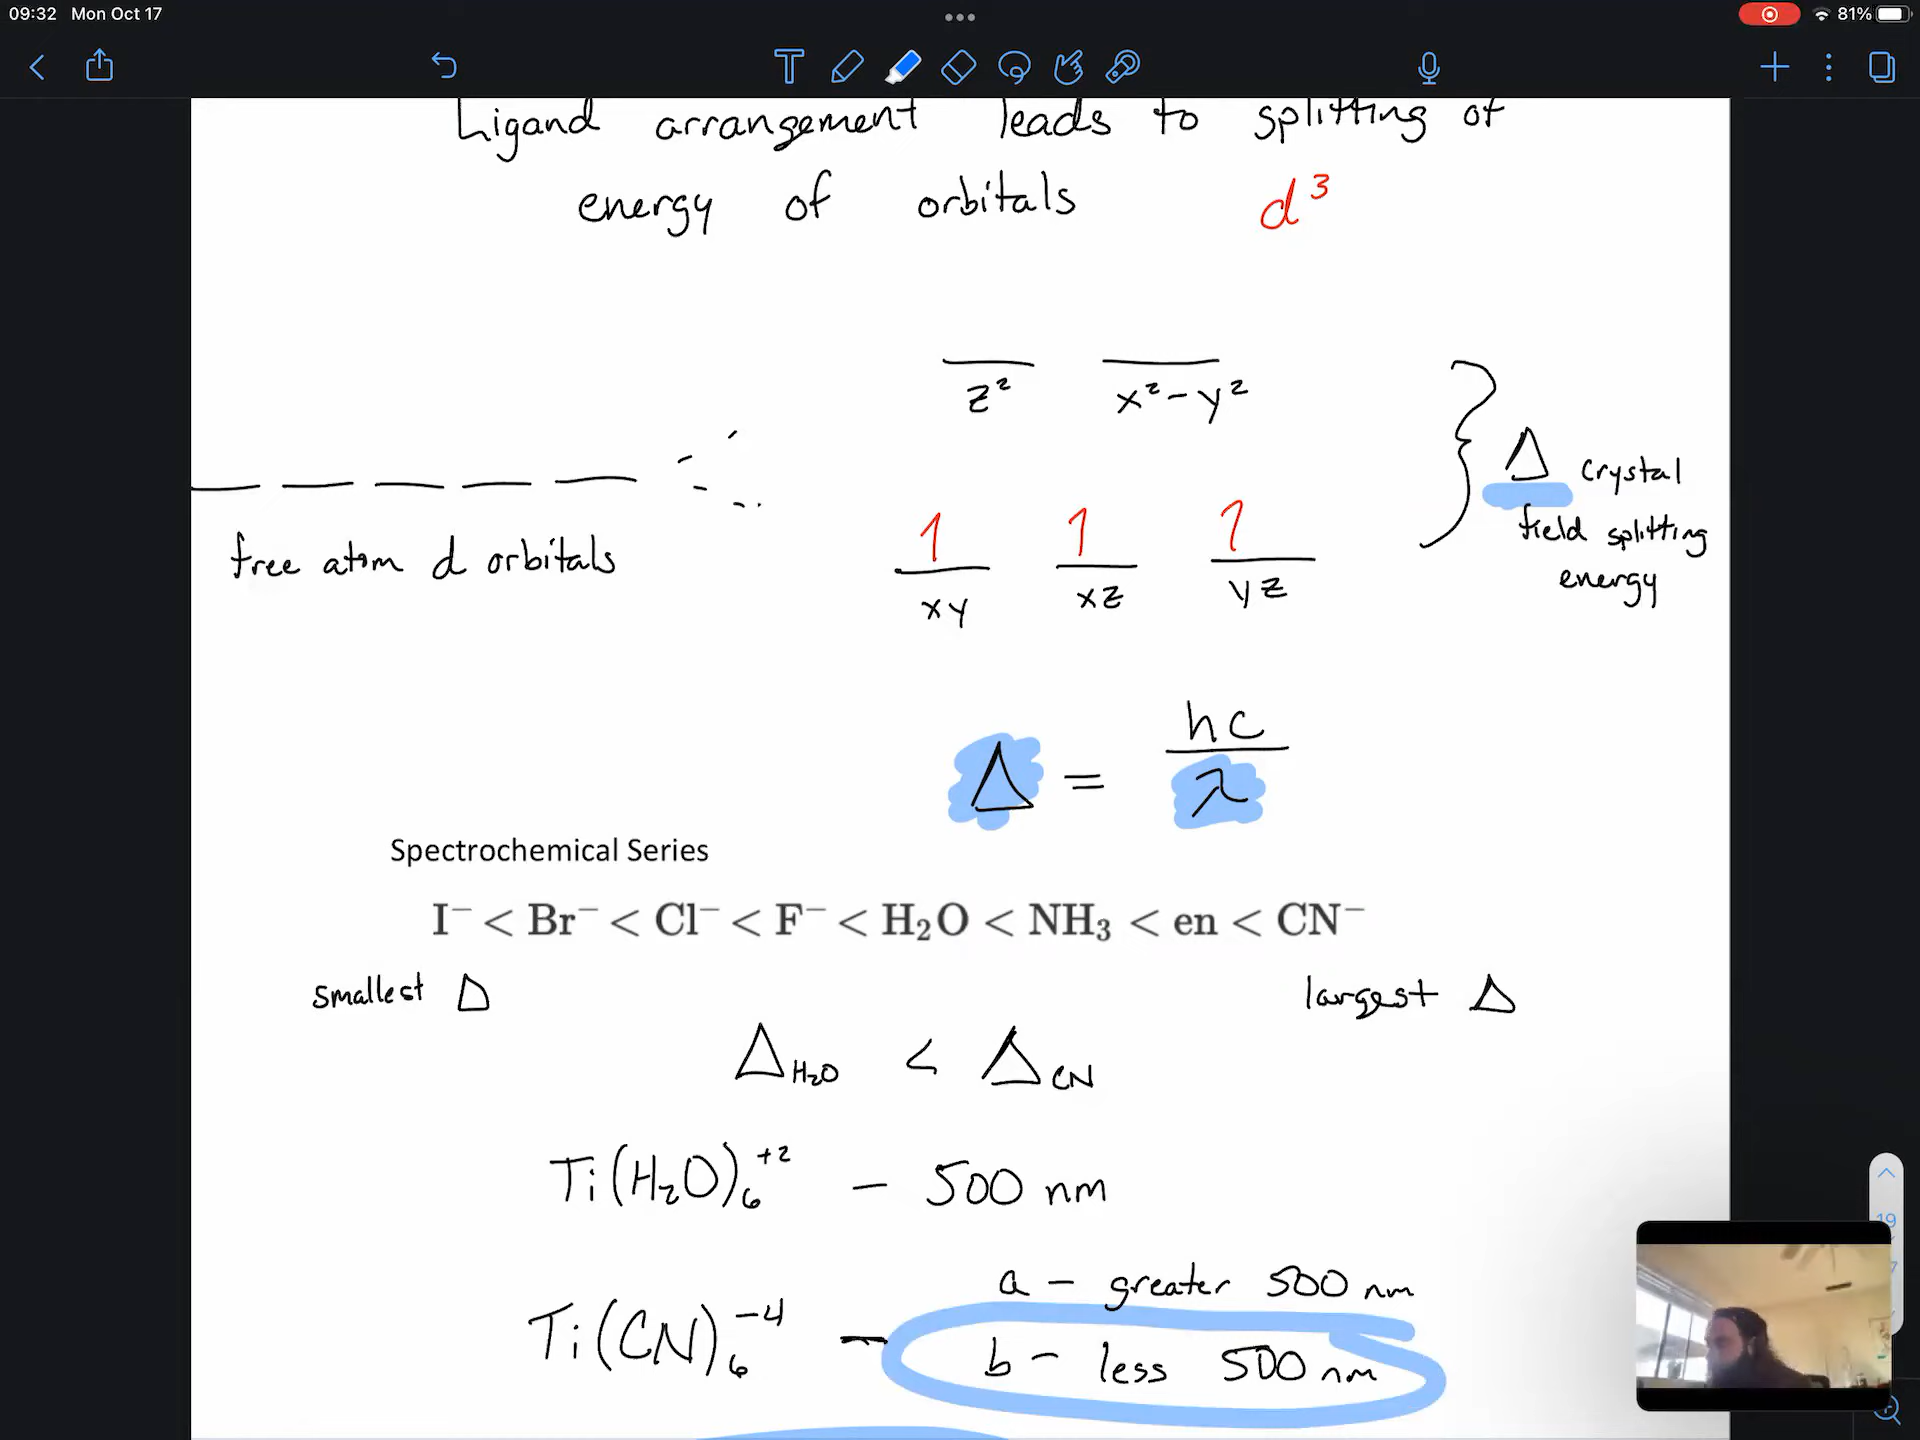 09:32 Mon Oct 17
81%
Ligand arrangement leads to splitting of
energy of orbitals d³
z² x²-y²
Δ crystal
field splitting
energy
1 1 1
free atom d orbitals
xy xz yz
Δ = hc/λ
Spectrochemical Series
I⁻ < Br⁻ < Cl⁻ < F⁻ < H₂O < NH₃ < en < CN⁻
smallest Δ largest Δ
Δ H₂O < Δ CN
Ti(H₂O)₆⁺² – 500 nm
a – greater 500 nm
Ti(CN)₆⁻⁴ – b – less 500 nm